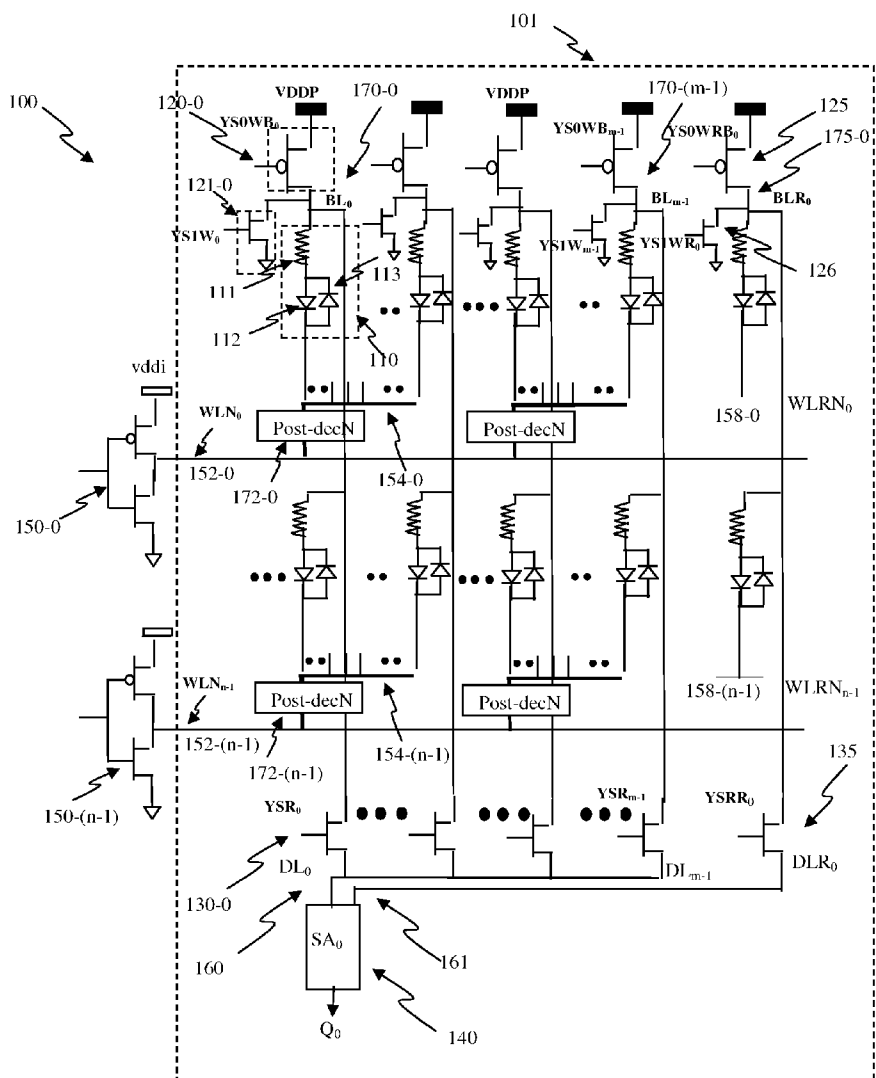 101
100
VDDP
VDDP
170-0
170-(m-1)
120-0
YS0WB0
YS0WBm-1
YS0WRB0
125
175-0
121-0
BL0
BLm-1
BLR0
YS1W0
YS1Wm-1
YS1WR0
113
126
111
112
110
vddi
158-0
WLRN0
WLN0
Post-decN
Post-decN
152-0
154-0
150-0
172-0
WLNn-1
Post-decN
Post-decN
158-(n-1)
WLRNn-1
152-(n-1)
154-(n-1)
150-(n-1)
172-(n-1)
135
YSR0
YSRm-1
YSRR0
DL0
DLm-1
DLR0
130-0
160
SA0
161
140
Q0